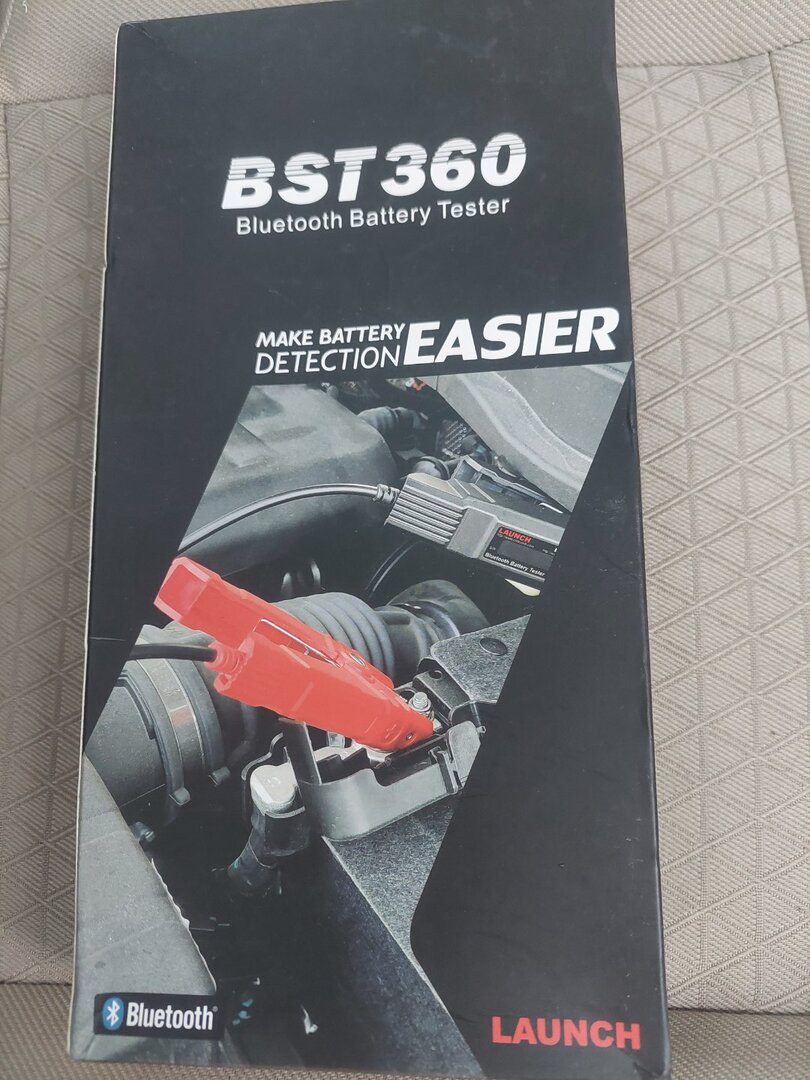 BST360
Bluetooth Battery Tester
MAKE BATTERY
DETECTION EASIER
LAUNCH
Bluetooth Battery Tester
Bluetooth
LAUNCH